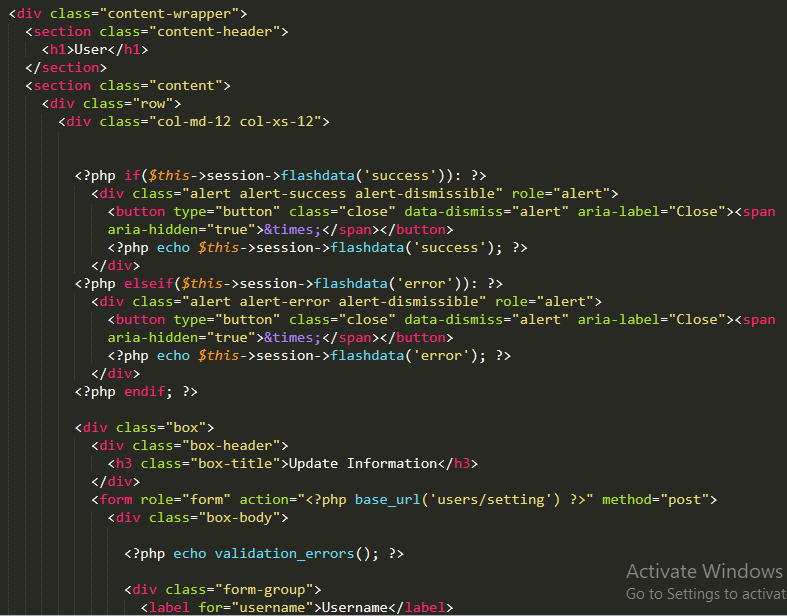 <div class="content-wrapper">
<section class="content-header">
<h1>User</h1>
</section>
<section class="content">
<div class="row">
<div class="col-md-12 col-xs-12">
<?php if($this->session->flashdata('success')): ?>
<div class="alert alert-success alert-dismissible" role="alert">
<button type="button" class="close" data-dismiss="alert" aria-label="Close"><span
aria-hidden="true">&times;</span></button>
<?php echo $this->session->flashdata('success'); ?>
</div>
<?php elseif($this->session->flashdata('error')): ?>
<div class="alert alert-error alert-dismissible" role="alert">
<button type="button" class="close" data-dismiss="alert" aria-label="Close"><span
aria-hidden="true">&times;</span></button>
<?php echo $this->session->flashdata('error'); ?>
</div>
<?php endif; ?>
<div class="box">
<div class="box-header">
<h3 class="box-title">Update Information</h3>
</div>
<form role="form" action="<?php base_url('users/setting') ?>" method="post">
<div class="box-body">
<?php echo validation_errors(); ?>
<div class="form-group">
<label for="username">Username</label>
Activate Windows
Go to Settings to activat